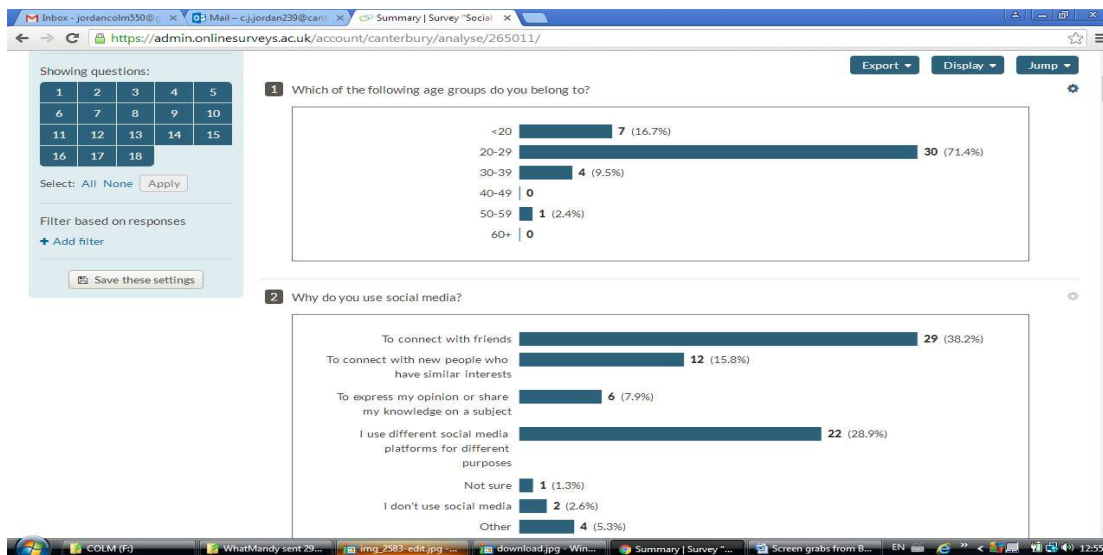 Inbox - jordancolm550@g
Mail – c.j.jordan239@cant
Summary | Survey "Social
https://admin.onlinesurveys.ac.uk/account/canterbury/analyse/265011/
Showing questions:
1 2 3 4 5
6 7 8 9 10
11 12 13 14 15
16 17 18
Select: All None Apply
Filter based on responses
+ Add filter
Save these settings
Export Display Jump
1 Which of the following age groups do you belong to?
<20 7 (16.7%)
20-29 30 (71.4%)
30-39 4 (9.5%)
40-49 0
50-59 1 (2.4%)
60+ 0
2 Why do you use social media?
To connect with friends 29 (38.2%)
To connect with new people who
have similar interests 12 (15.8%)
To express my opinion or share
my knowledge on a subject 6 (7.9%)
I use different social media
platforms for different
purposes 22 (28.9%)
Not sure 1 (1.3%)
I don't use social media 2 (2.6%)
Other 4 (5.3%)
COLM (F:)
WhatMandy sent 29...
img_2583-edit.jpg -...
download.jpg - Win...
Summary | Survey "...
Screen grabs from B...
EN
12:55